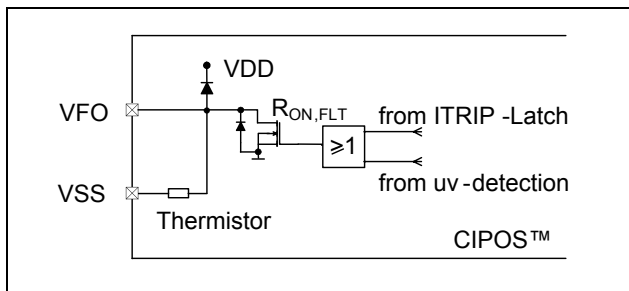 VDD
VFO
R_ON,FLT
from ITRIP -Latch
≥1
from uv-detection
VSS
Thermistor
CIPOS™